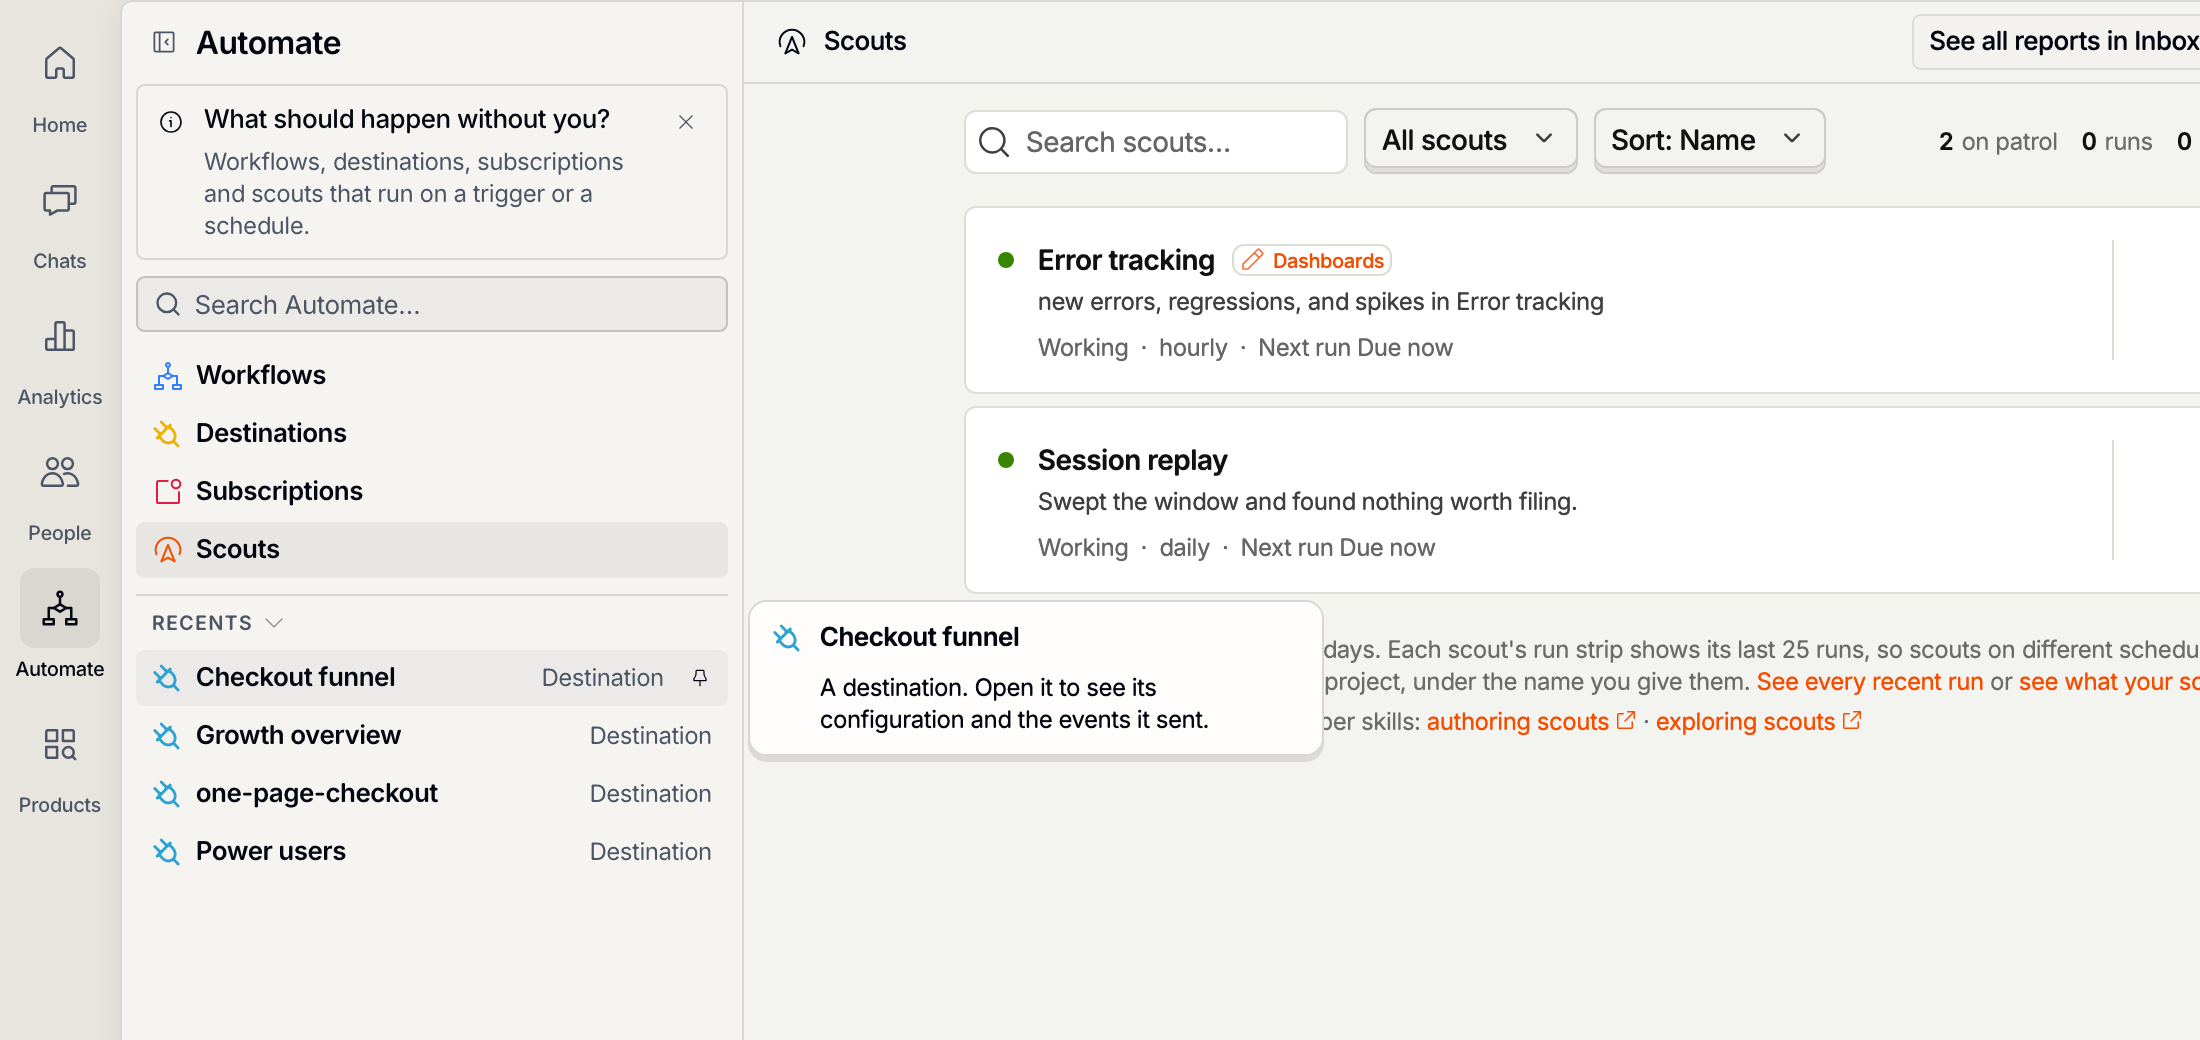 Home
Chats
Analytics
People
Automate
Products
Automate
What should happen without you?
Workflows, destinations, subscriptions
and scouts that run on a trigger or a
schedule.
Search Automate...
Workflows
Destinations
Subscriptions
Scouts
RECENTS
Checkout funnel Destination
Growth overview Destination
one-page-checkout Destination
Power users Destination
Scouts
See all reports in Inbox
Search scouts...
All scouts
Sort: Name
2 on patrol 0 runs 0
Error tracking Dashboards
new errors, regressions, and spikes in Error tracking
Working · hourly · Next run Due now
Session replay
Swept the window and found nothing worth filing.
Working · daily · Next run Due now
Checkout funnel
A destination. Open it to see its
configuration and the events it sent.
days. Each scout's run strip shows its last 25 runs, so scouts on different
project, under the name you give them. See every recent run or see what your
skills: authoring scouts · exploring scouts